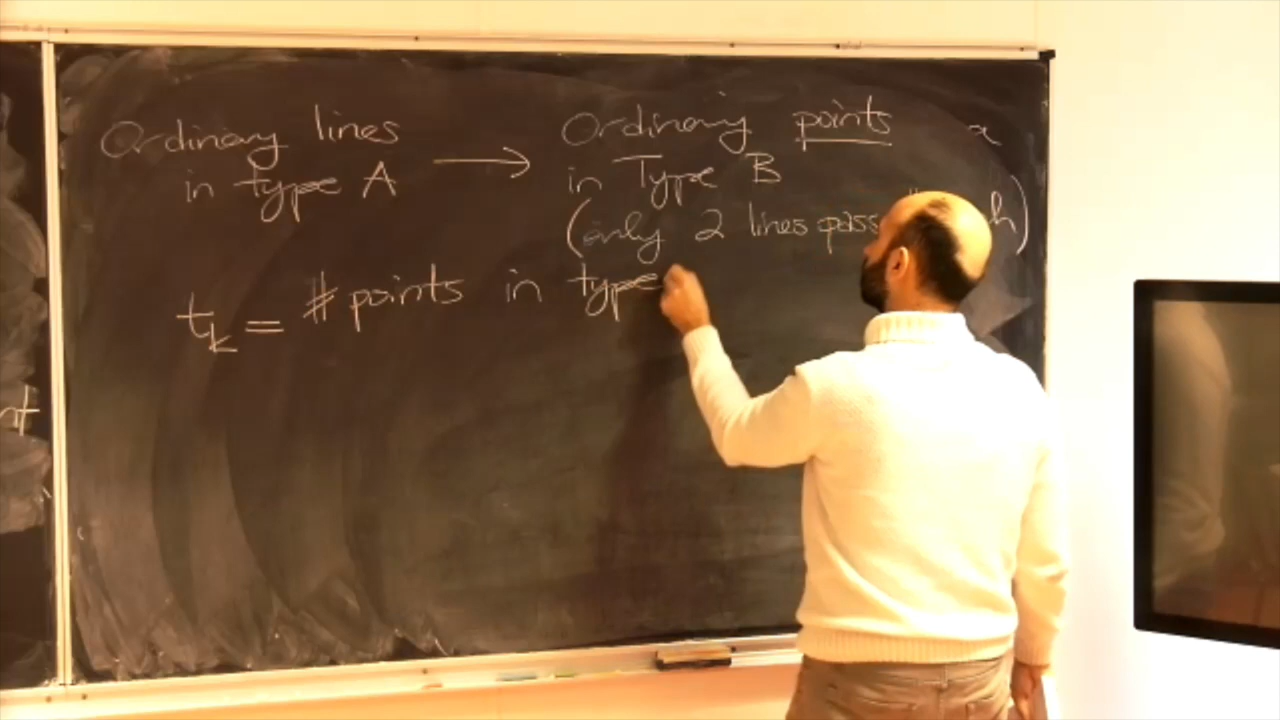 Ordinary lines
in type A
Ordinary points
in Type B
(only 2 lines pass
t_k = # points in type